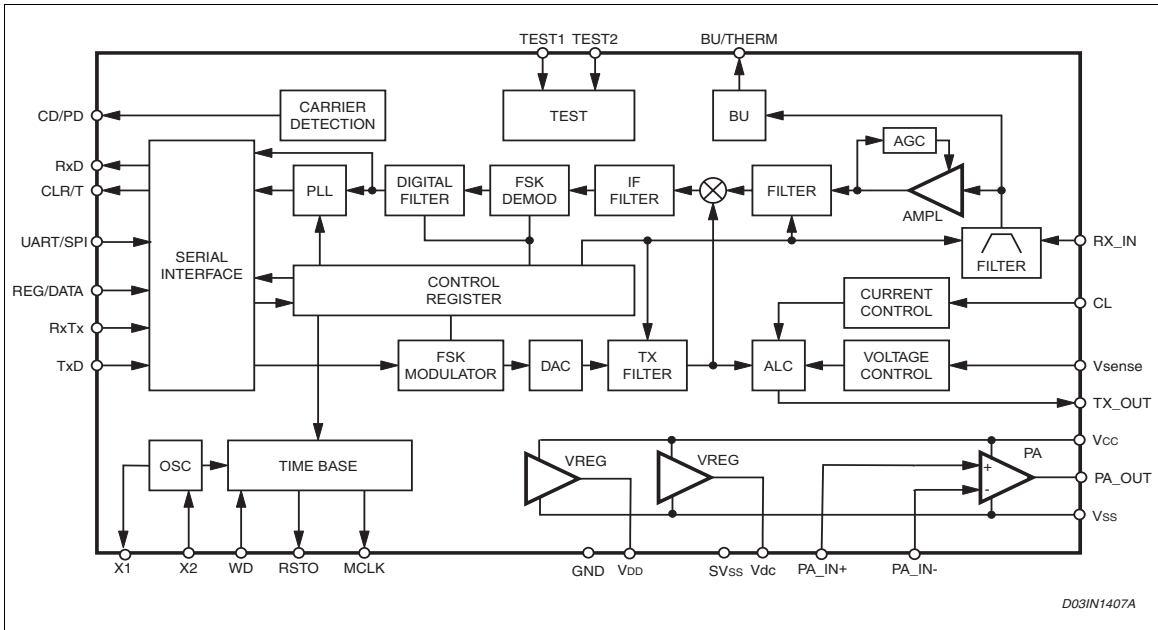 TEST1 TEST2 BU/THERM
CD/PD
CARRIER
DETECTION
TEST
BU
AGC
RxD
CLR/T
PLL
DIGITAL
FILTER
FSK
DEMOD
IF
FILTER
FILTER
AMPL
UART/SPI
SERIAL
INTERFACE
FILTER
RX_IN
REG/DATA
CONTROL
REGISTER
CURRENT
CONTROL
CL
RxTx
TxD
FSK
MODULATOR
DAC
TX
FILTER
ALC
VOLTAGE
CONTROL
Vsense
TX_OUT
OSC
TIME BASE
VREG
VREG
PA
+
-
Vcc
PA_OUT
Vss
X1
X2
WD
RSTO
MCLK
GND
VDD
SVss
Vdc
PA_IN+
PA_IN-
D03IN1407A